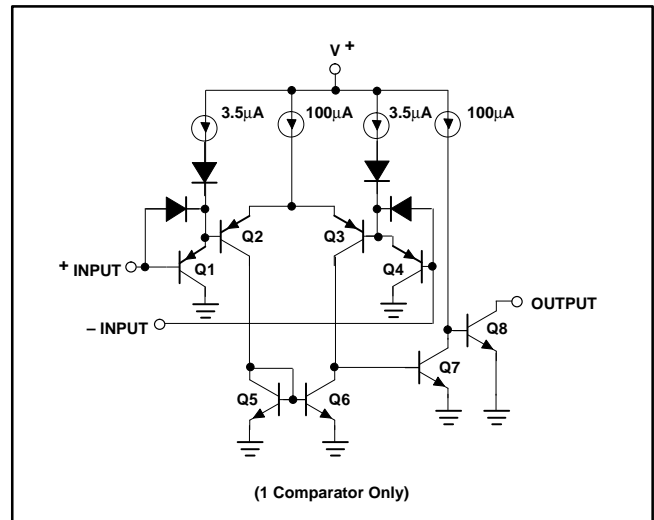 V +
3.5µA 100µA 3.5µA 100µA
Q2 Q3
+ INPUT Q1 Q4
OUTPUT
– INPUT Q8
Q7
Q5 Q6
(1 Comparator Only)